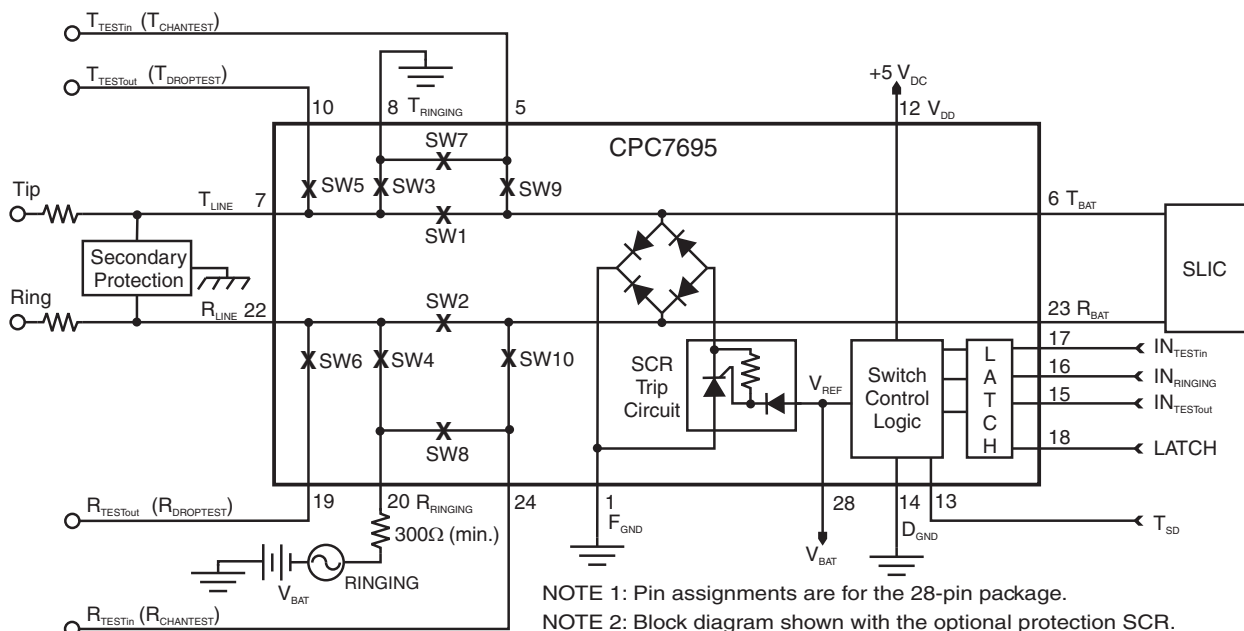 T_TESTin (T_CHANTEST)
T_TESTout (T_DROPTEST)
10
8 T_RINGING
5
+5 V_DC
12 V_DD
CPC7695
SW7
SW5
SW3
SW9
Tip
T_LINE 7
SW1
6 T_BAT
Secondary
Protection
SLIC
Ring
R_LINE 22
SW2
23 R_BAT
SW6
SW4
SW10
SCR
Trip
Circuit
V_REF
Switch
Control
Logic
LATCH
17 IN_TESTin
16 IN_RINGING
15 IN_TESTout
18 LATCH
SW8
19
20 R_RINGING
24
1
F_GND
28
14
D_GND
13
T_SD
R_TESTout (R_DROPTEST)
300Ω (min.)
V_BAT
RINGING
V_BAT
R_TESTin (R_CHANTEST)
NOTE 1: Pin assignments are for the 28-pin package.
NOTE 2: Block diagram shown with the optional protection SCR.